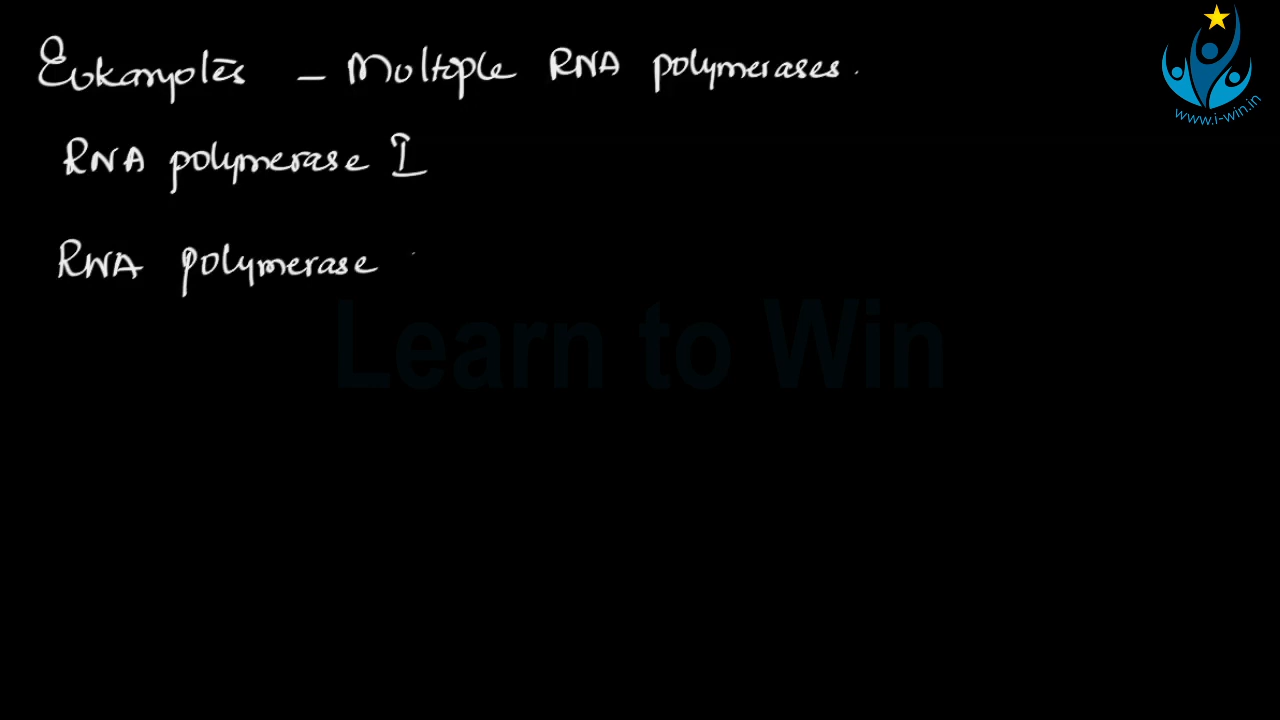 Eukaryotes - Multiple RNA polymerases.
RNA polymerase I
RNA polymerase
Learn to Win
www.i-win.in